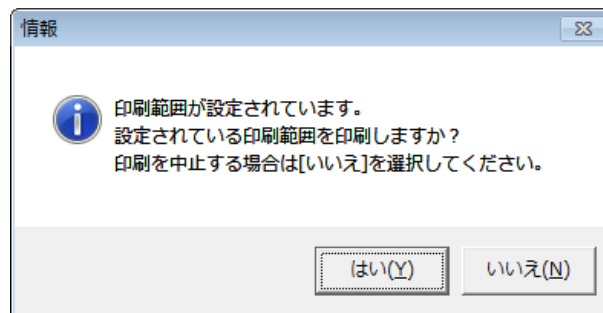 情報
印刷範囲が設定されています。
設定されている印刷範囲を印刷しますか？
印刷を中止する場合は[いいえ]を選択してください。
はい(Y)
いいえ(N)